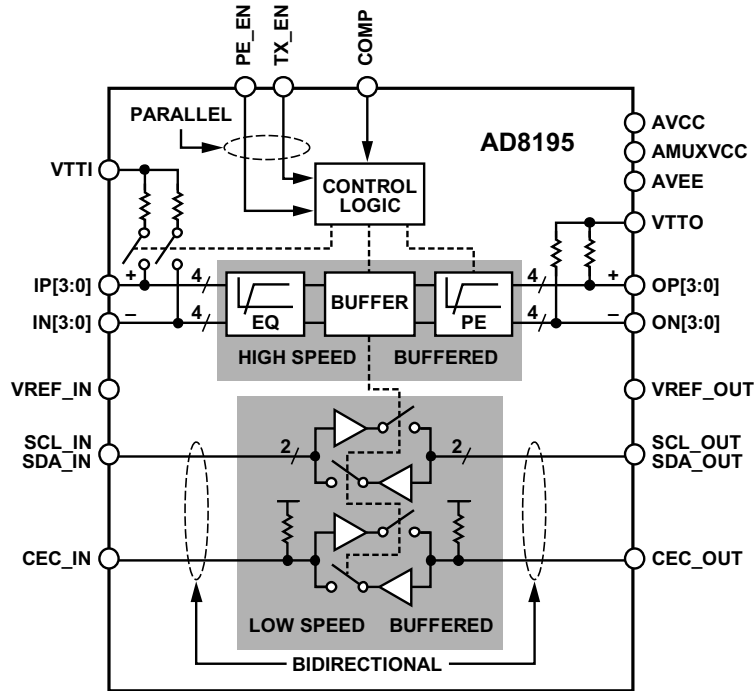 PE_EN
TX_EN
COMP
PARALLEL
AD8195
AVCC
AMUXVCC
AVEE
VTTI
CONTROL
LOGIC
VTTO
+
4
4
+
IP[3:0]
OP[3:0]
BUFFER
IN[3:0]
–
4
EQ
PE
4
–
ON[3:0]
HIGH SPEED
BUFFERED
VREF_IN
VREF_OUT
SCL_IN
SDA_IN
2
2
SCL_OUT
SDA_OUT
CEC_IN
CEC_OUT
LOW SPEED
BUFFERED
BIDIRECTIONAL